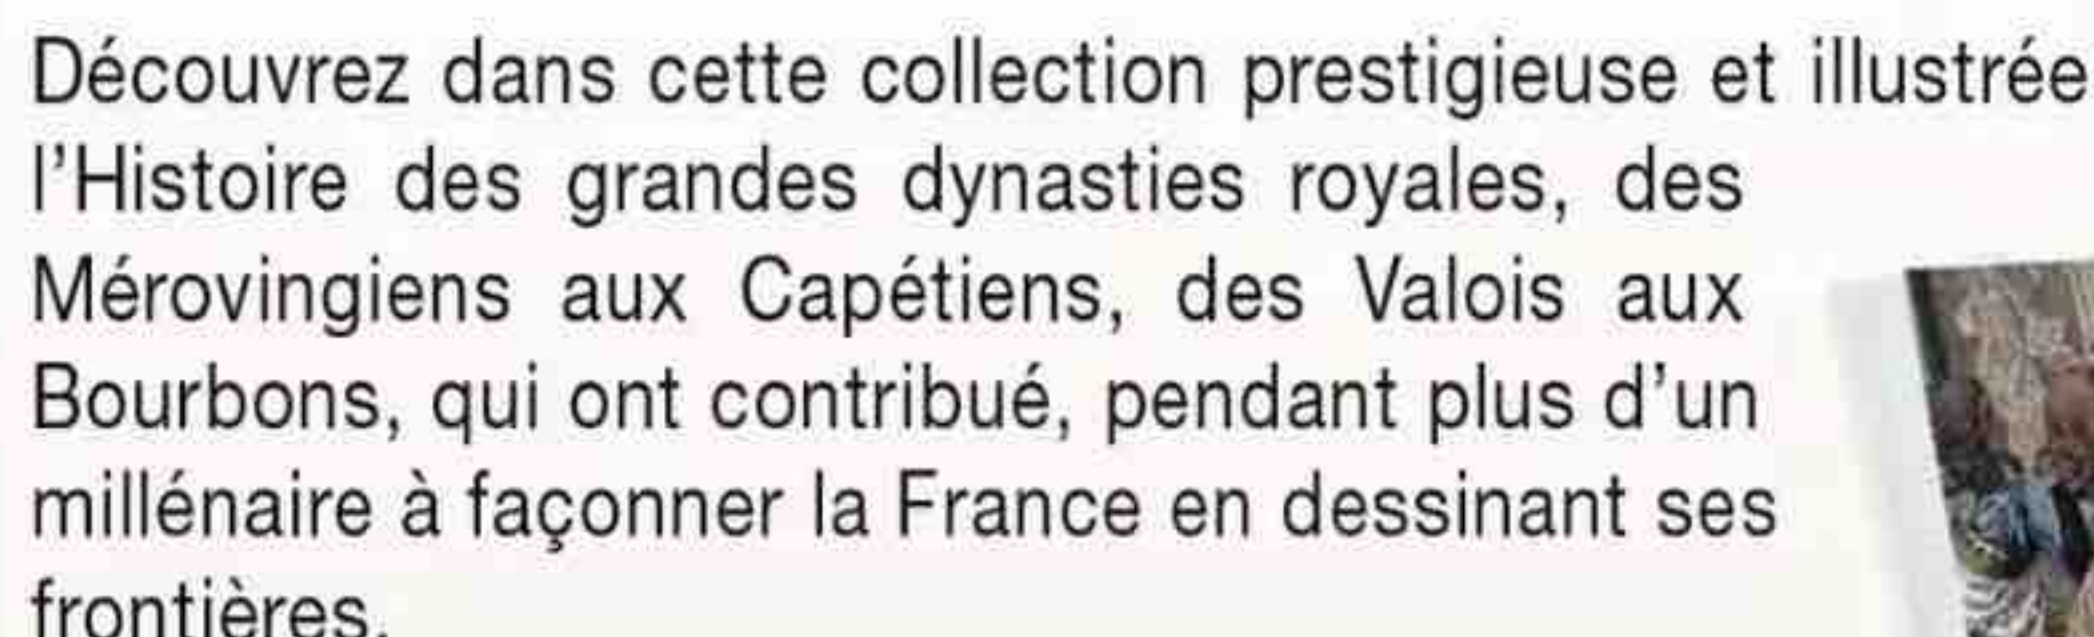 Découvrez dans cette collection prestigieuse et illustrée
l'Histoire des grandes dynasties royales, des
Mérovingiens aux Capétiens, des Valois aux
Bourbons, qui ont contribué, pendant plus d'un
millénaire à façonner la France en dessinant ses
frontières.